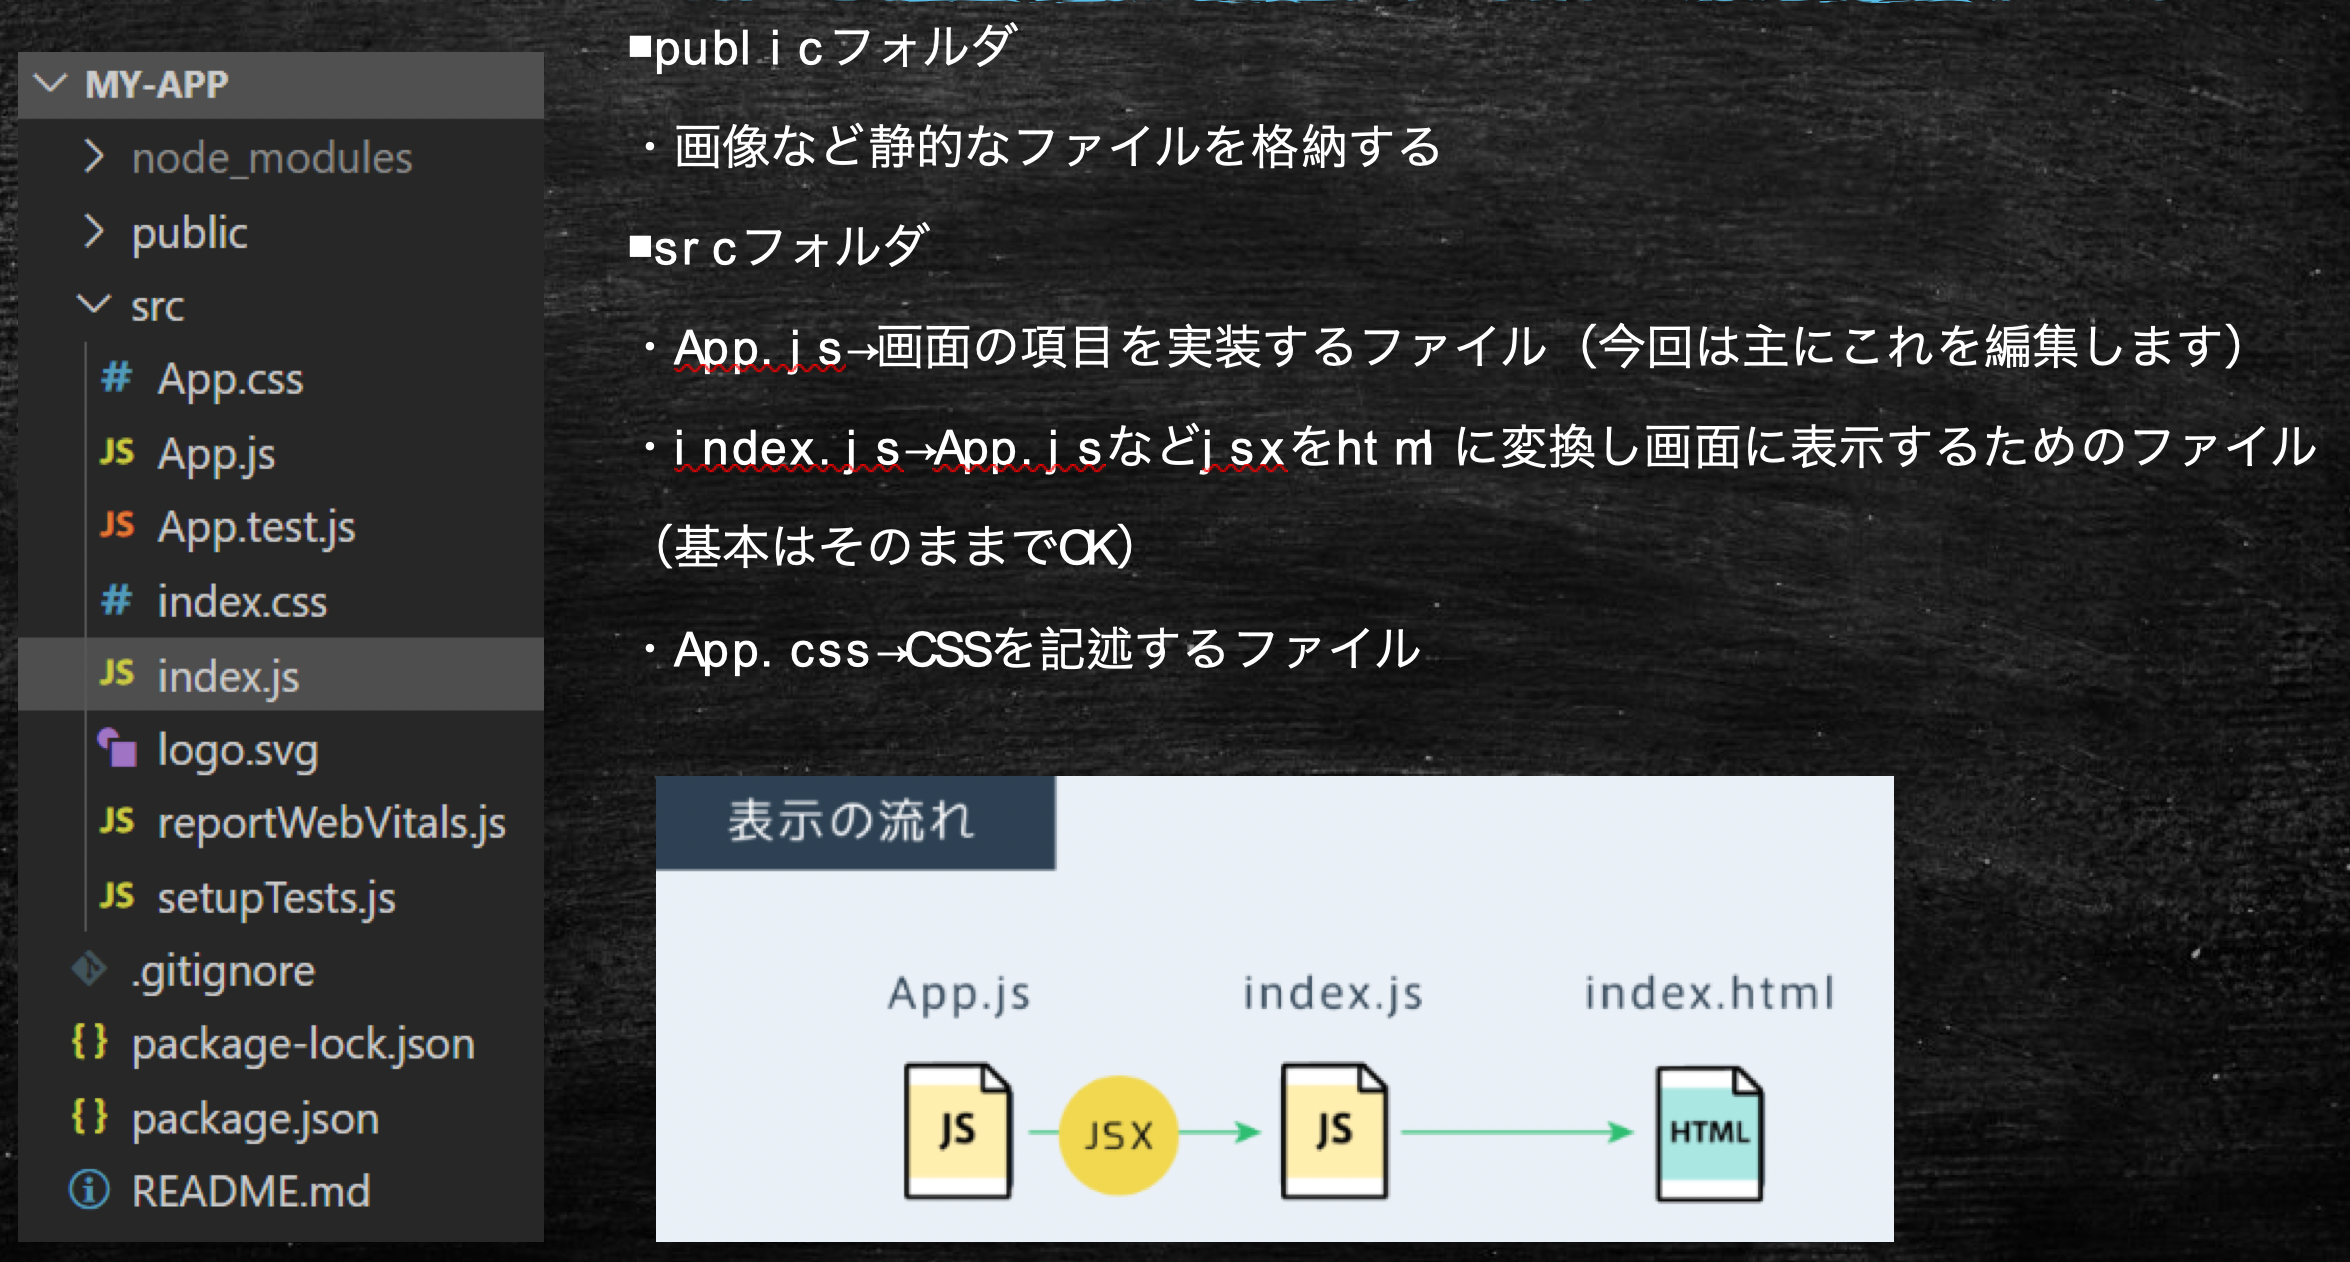 MY-APP
node_modules
public
src
App.css
App.js
App.test.js
index.css
index.js
logo.svg
reportWebVitals.js
setupTests.js
.gitignore
package-lock.json
package.json
README.md
■publicフォルダ
・画像など静的なファイルを格納する
■srcフォルダ
・App.js→画面の項目を実装するファイル（今回は主にこれを編集します）
・index.js→App.jsなどjsxをhtmlに変換し画面に表示するためのファイル
（基本はそのままでOK）
・App.css→CSSを記述するファイル
表示の流れ
App.js index.js index.html
JS JSX JS HTML